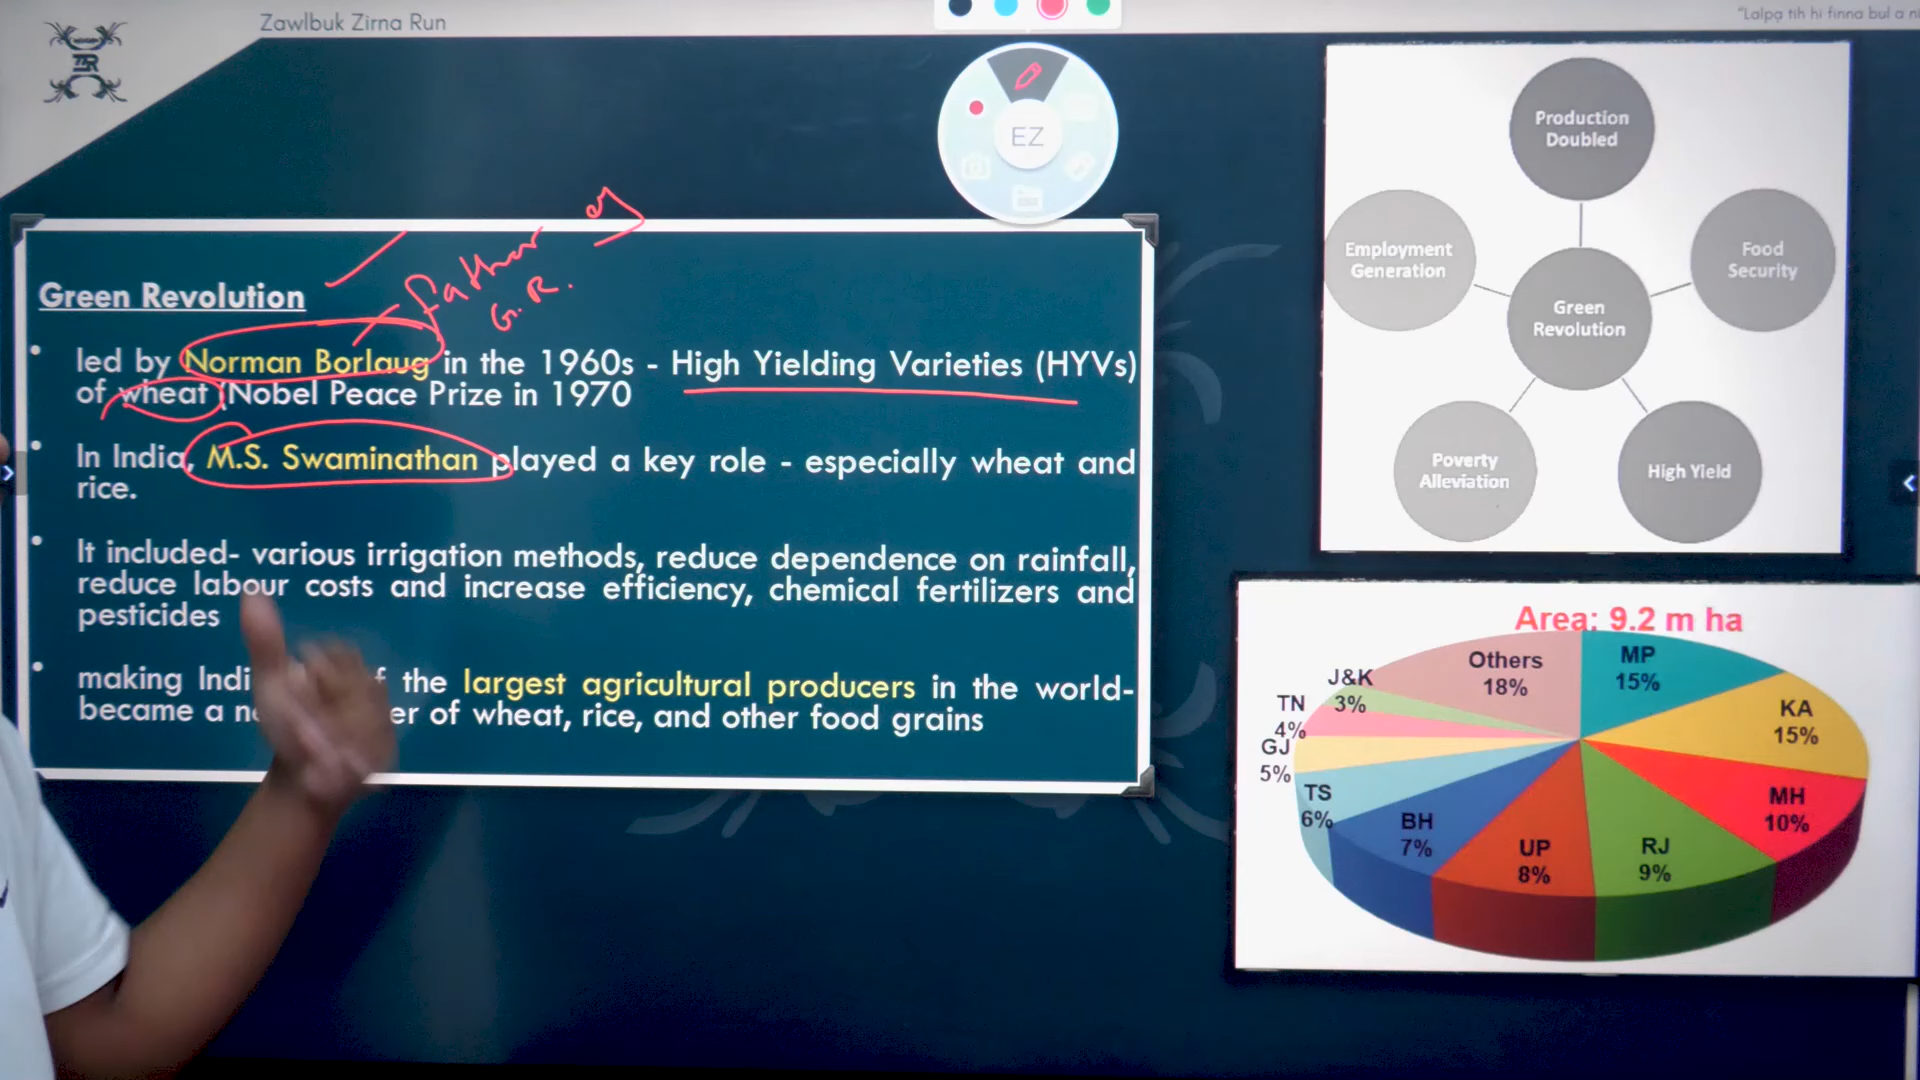 Zawlbuk Zirna Run
"Lalpa tih hi finna bul a ni
ZR
EZ
Father of
G.R.
Green Revolution
led by Norman Borlaug in the 1960s - High Yielding Varieties (HYVs)
of wheat (Nobel Peace Prize in 1970
In India, M.S. Swaminathan played a key role - especially wheat and
rice.
It included- various irrigation methods, reduce dependence on rainfall,
reduce labour costs and increase efficiency, chemical fertilizers and
pesticides
making the largest agricultural producers in the world-
became a of wheat, rice, and other food grains
Production
Doubled
Employment
Generation
Food
Security
Green
Revolution
Poverty
Alleviation
High Yield
Area: 9.2 m ha
Others
18%
MP
15%
J&K
3%
KA
15%
TN
4%
GJ
5%
TS
6%
MH
10%
BH
7%
UP
8%
RJ
9%